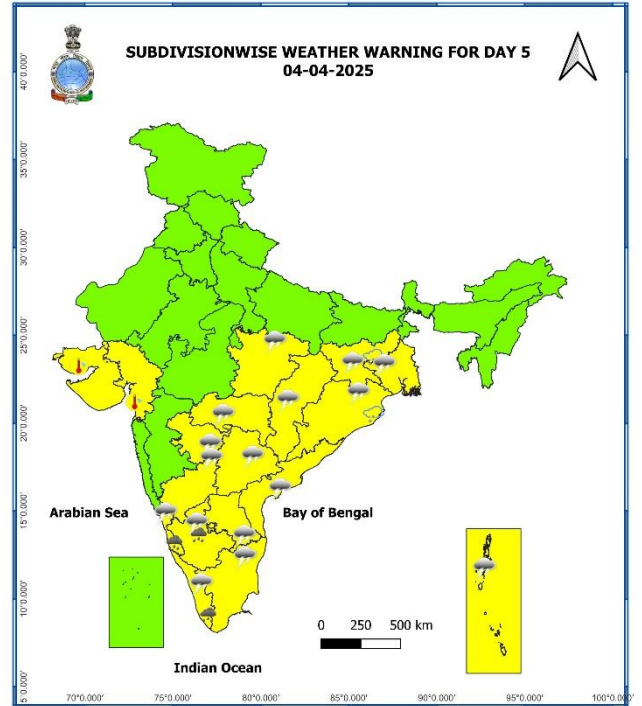 SUBDIVISIONWISE WEATHER WARNING FOR DAY 5
04-04-2025
40°0.000'
35°0.000'
30°0.000'
25°0.000'
20°0.000'
15°0.000'
10°0.000'
5°0.000'
Arabian Sea
Bay of Bengal
0 250 500 km
Indian Ocean
70°0.000' 75°0.000' 80°0.000' 85°0.000' 90°0.000' 95°0.000' 100°0.000'